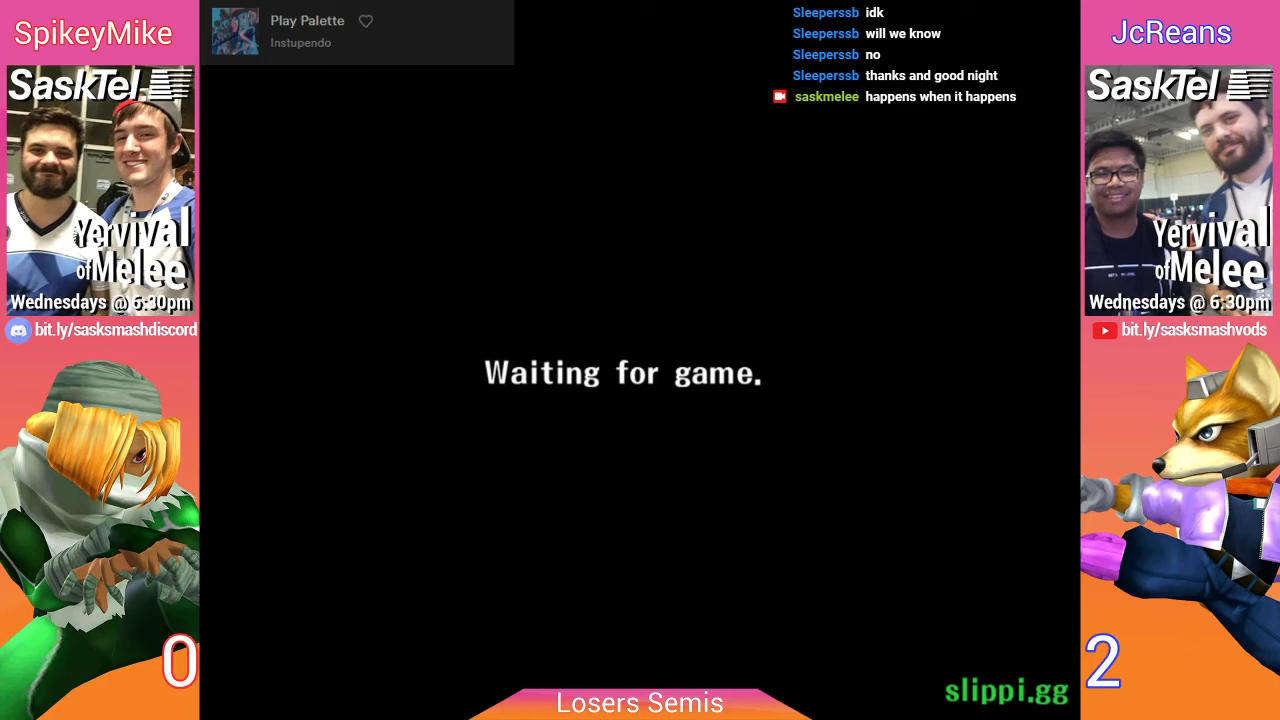 SpikeyMike
SaskTel
Yervival
of Melee
Wednesdays @ 6:30pm
bit.ly/sasksmashdiscord
0
Play Palette
Instupendo
Sleeperssb idk
Sleeperssb will we know
Sleeperssb no
Sleeperssb thanks and good night
saskmelee happens when it happens
Waiting for game.
slippi.gg
Losers Semis
JcReans
SaskTel
Yervival
of Melee
Wednesdays @ 6:30pm
bit.ly/sasksmashvods
2